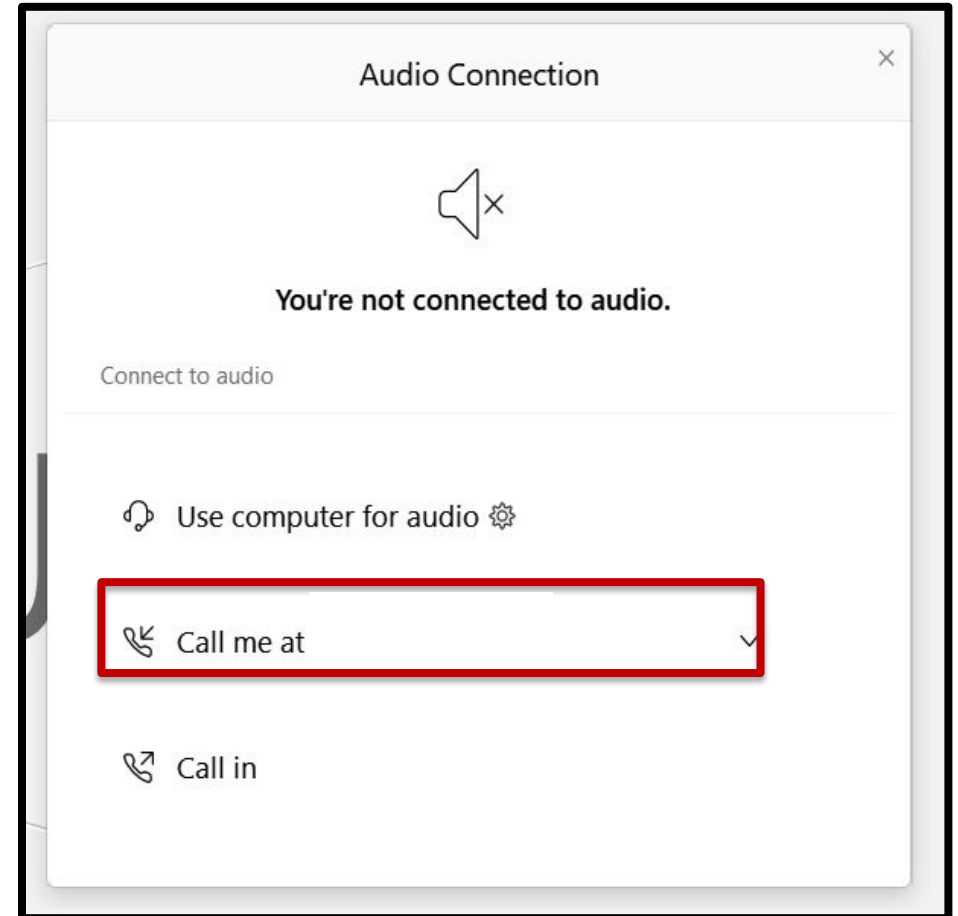 Audio Connection
You're not connected to audio.
Connect to audio
Use computer for audio
Call me at
Call in